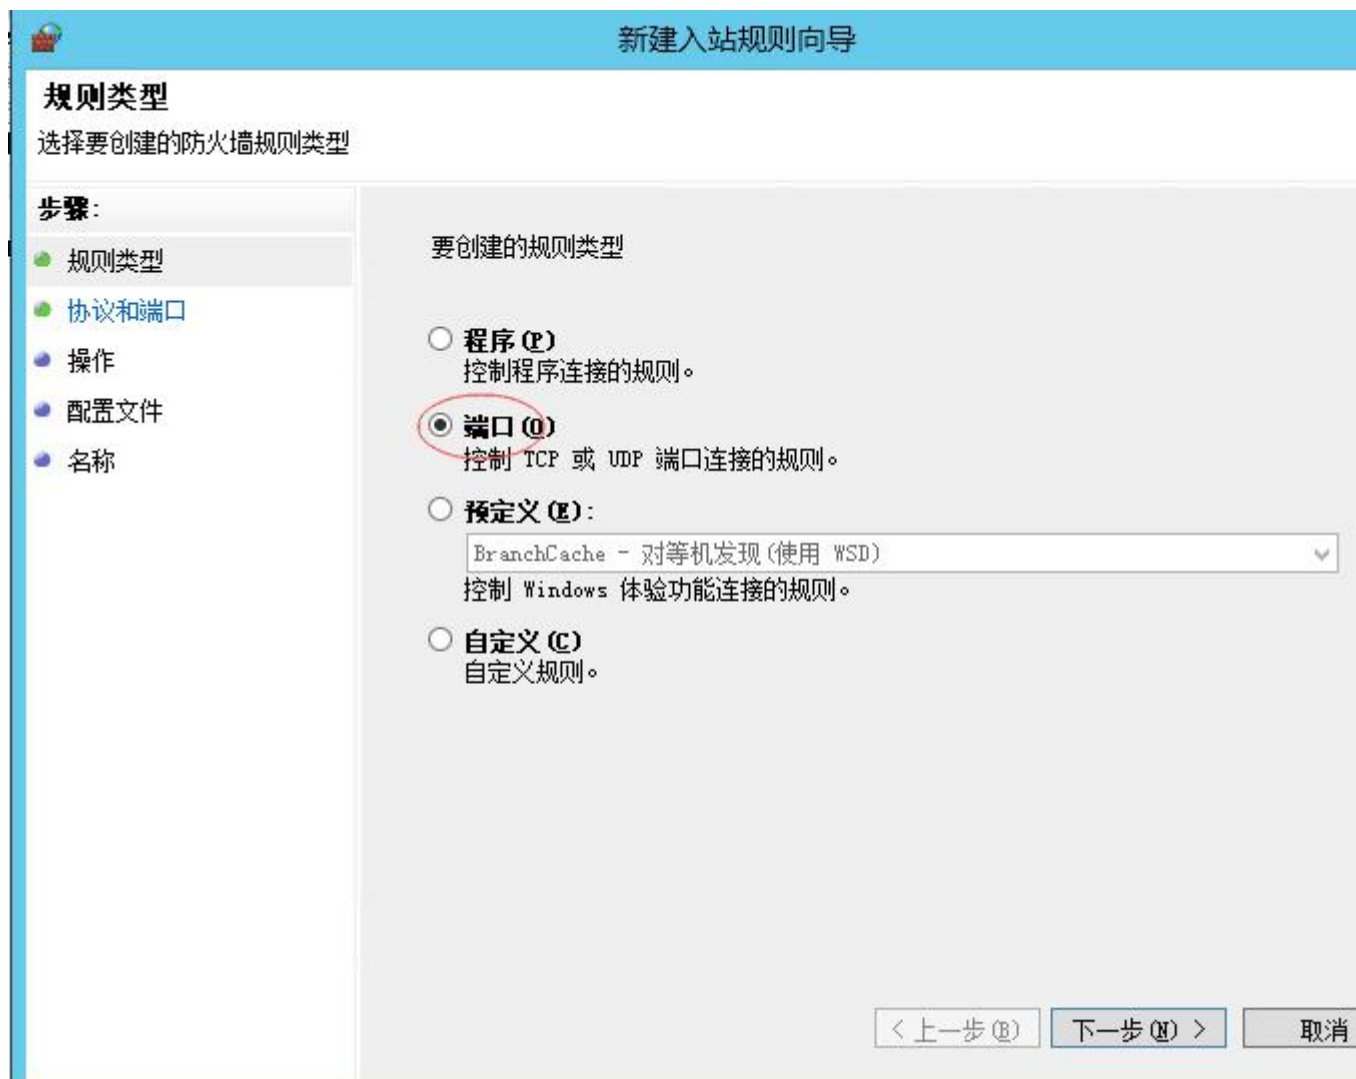 新建入站规则向导
规则类型
选择要创建的防火墙规则类型
步骤:
规则类型
协议和端口
操作
配置文件
名称
要创建的规则类型
程序(P)
控制程序连接的规则。
端口(O)
控制 TCP 或 UDP 端口连接的规则。
预定义(E):
BranchCache - 对等机发现(使用 WSD)
控制 Windows 体验功能连接的规则。
自定义(C)
自定义规则。
< 上一步(B)
下一步(N) >
取消